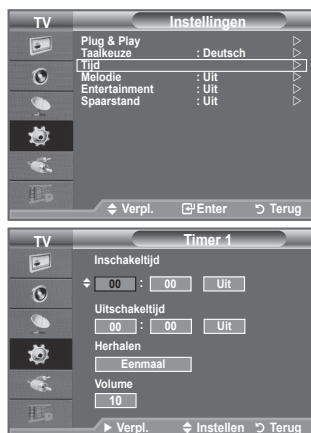 TV Instellingen
Plug & Play
Taalkeuze : Deutsch
Tijd
Melodie : Uit
Entertainment : Uit
Spaarstand : Uit
Verpl. Enter Terug
TV Timer 1
Inschakeltijd
00 : 00 Uit
Uitschakeltijd
00 : 00 Uit
Herhalen
Eenmaal
Volume
10
Verpl. Instellen Terug